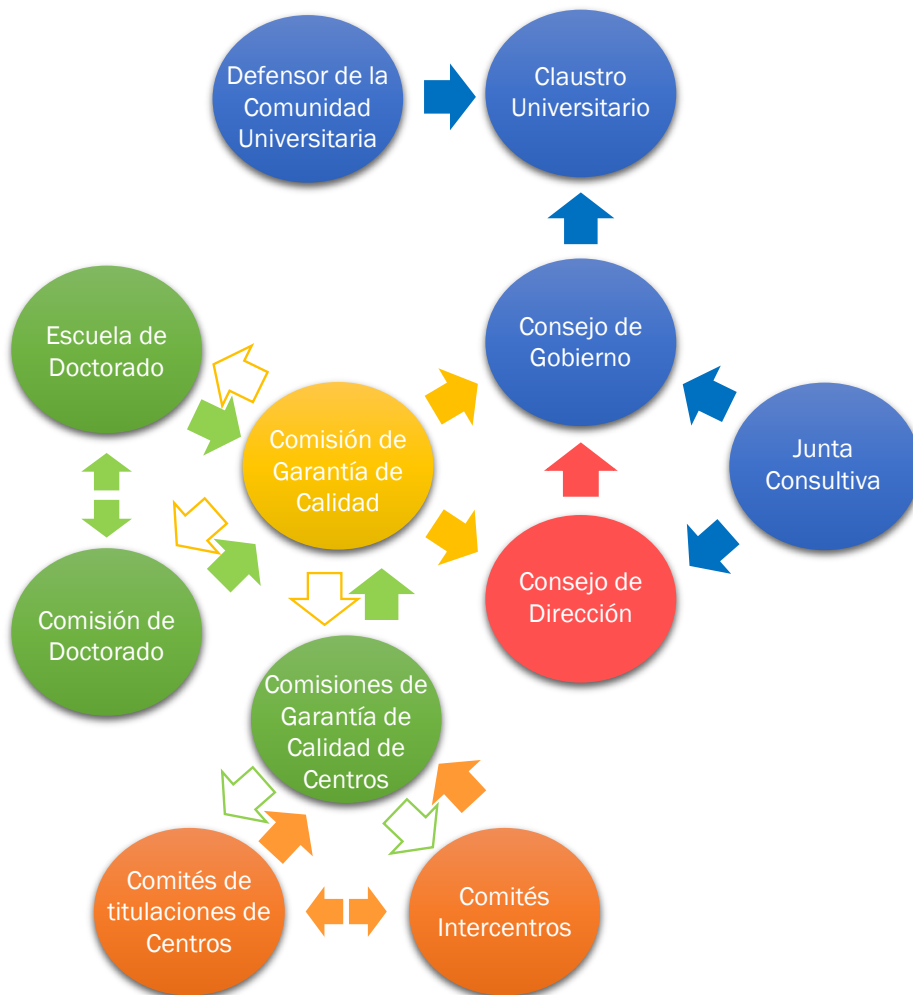 Defensor de la
Comunidad
Universitaria
Claustro
Universitario
Escuela de
Doctorado
Consejo de
Gobierno
Comisión de
Garantía de
Calidad
Junta
Consultiva
Comisión de
Doctorado
Consejo de
Dirección
Comisiones de
Garantía de
Calidad de
Centros
Comités de
titulaciones de
Centros
Comités
Intercentros